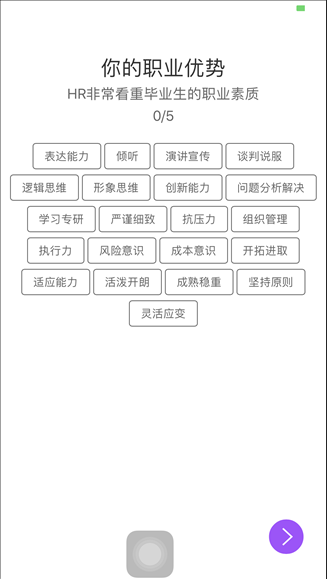 你的职业优势
HR非常看重毕业生的职业素质
0/5
表达能力 倾听 演讲宣传 谈判说服
逻辑思维 形象思维 创新能力 问题分析解决
学习专研 严谨细致 抗压力 组织管理
执行力 风险意识 成本意识 开拓进取
适应能力 活泼开朗 成熟稳重 坚持原则
灵活应变